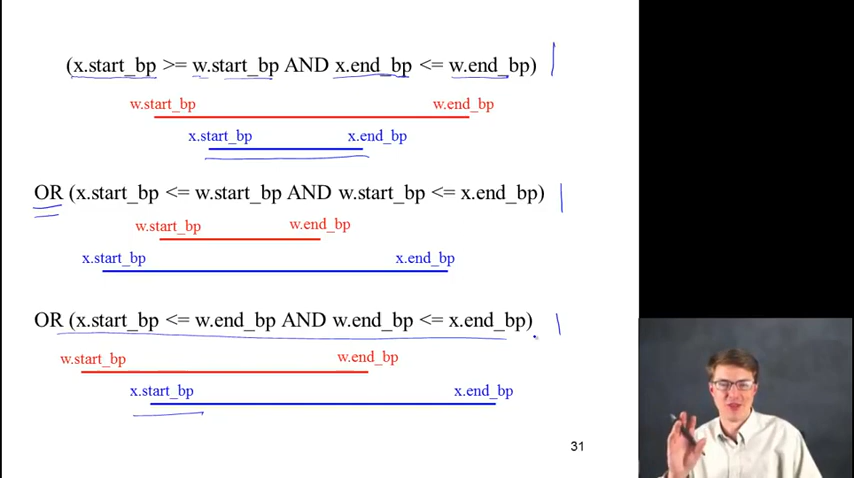 (x.start_bp >= w.start_bp AND x.end_bp <= w.end_bp)
w.start_bp w.end_bp
x.start_bp x.end_bp
OR (x.start_bp <= w.start_bp AND w.start_bp <= x.end_bp)
w.start_bp w.end_bp
x.start_bp x.end_bp
OR (x.start_bp <= w.end_bp AND w.end_bp <= x.end_bp)
w.start_bp w.end_bp
x.start_bp x.end_bp
31